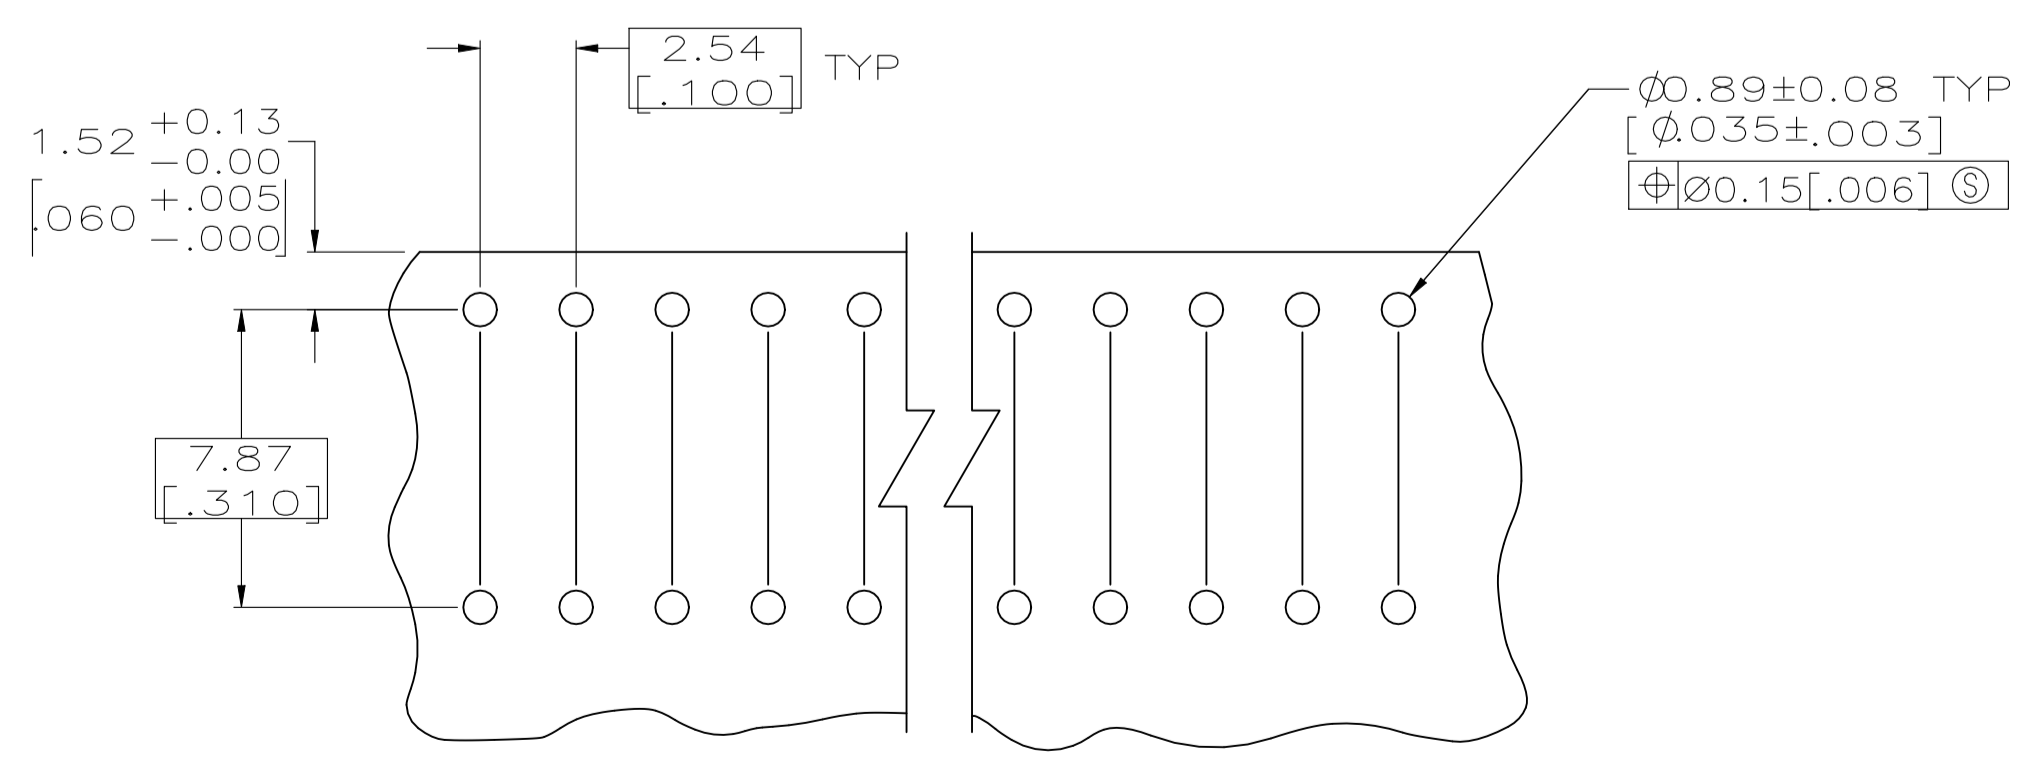 2.54
[.100]
TYP
1.52 +0.13
-0.00
[.060 +.005
-.000]
Ø0.89±0.08 TYP
[Ø.035±.003]
⌖ Ø0.15[.006] Ⓢ
7.87
[.310]